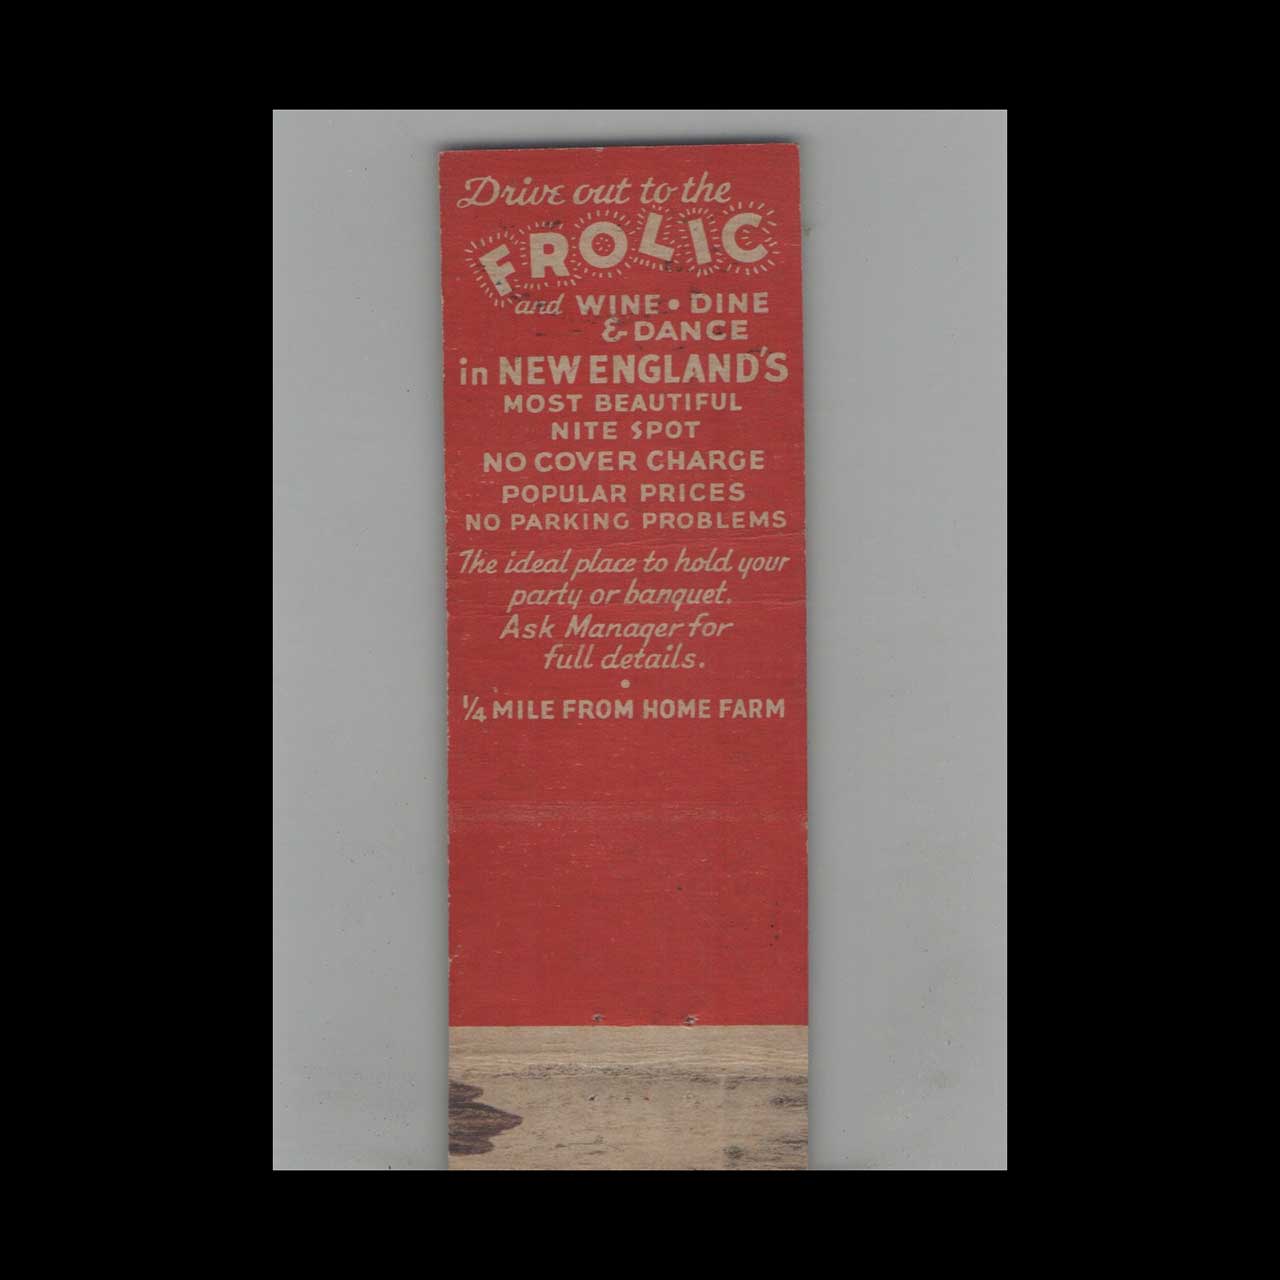 Drive out to the
FROLIC
and WINE • DINE
& DANCE
in NEW ENGLAND'S
MOST BEAUTIFUL
NITE SPOT
NO COVER CHARGE
POPULAR PRICES
NO PARKING PROBLEMS
The ideal place to hold your
party or banquet.
Ask Manager for
full details.
•
¼ MILE FROM HOME FARM